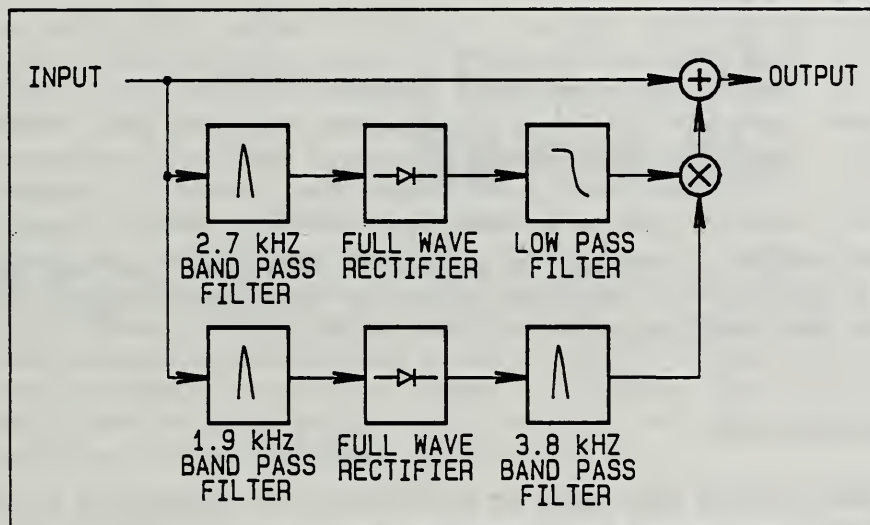 INPUT
+
OUTPUT
×
2.7 kHZ
BAND PASS
FILTER
FULL WAVE
RECTIFIER
LOW PASS
FILTER
1.9 kHZ
BAND PASS
FILTER
FULL WAVE
RECTIFIER
3.8 kHZ
BAND PASS
FILTER